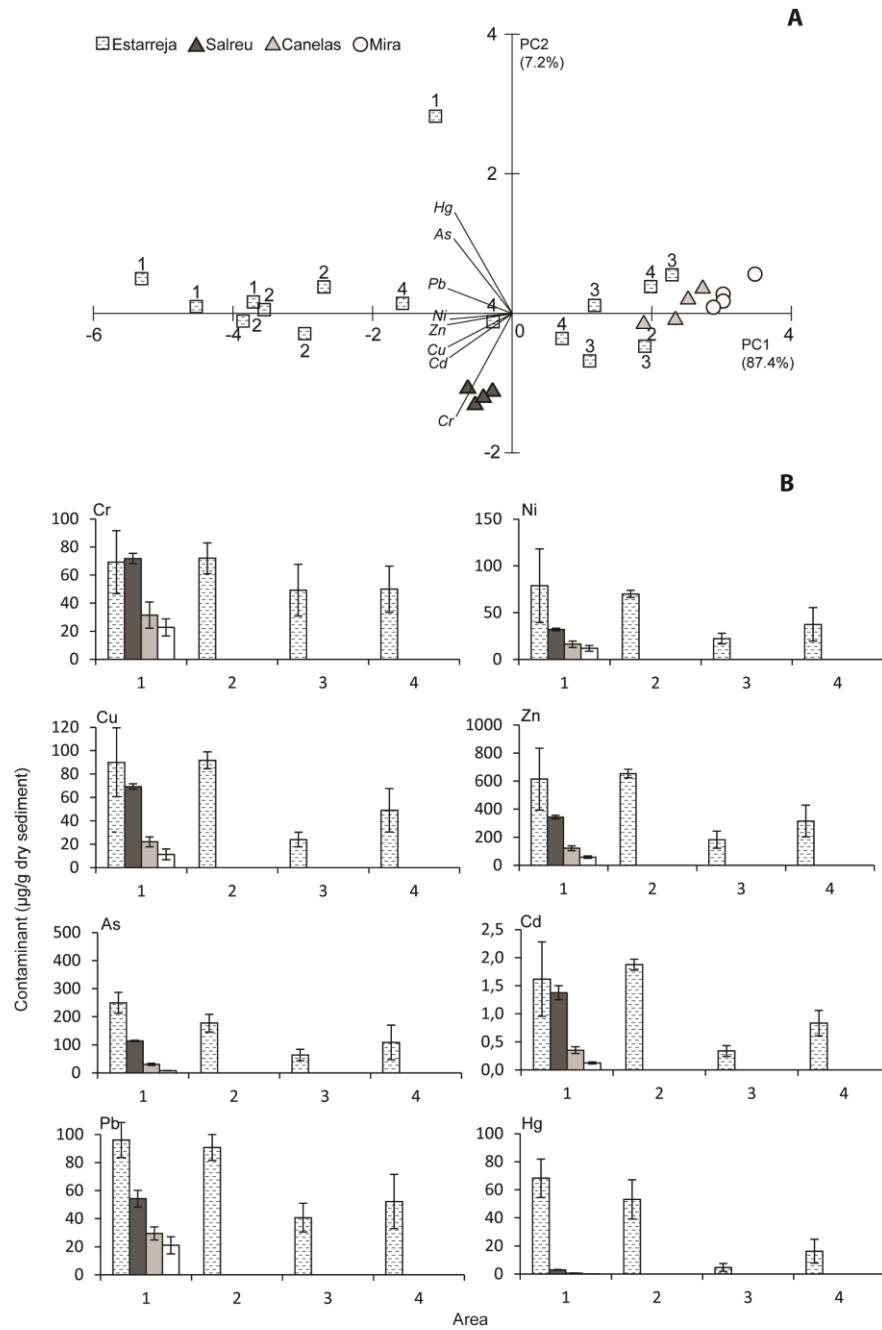 A
Estarreja Salreu Canelas Mira
4
PC2
(7.2%)
1
2
Hg
As
1 1 1 2 2 4 Pb 3 4 3
-6 -4 2 2 -2 Ni 4 0 4 3 2 3 PC1 4
Zn
(87.4%)
Cu
Cd
Cr
-2
B
Contaminant (µg/g dry sediment)
Cr
100
80
60
40
20
0
1 2 3 4
Ni
150
100
50
0
1 2 3 4
Cu
120
100
80
60
40
20
0
1 2 3 4
Zn
1000
800
600
400
200
0
1 2 3 4
As
500
400
300
200
100
0
1 2 3 4
Cd
2,5
2,0
1,5
1,0
0,5
0,0
1 2 3 4
Pb
100
80
60
40
20
0
1 2 3 4
Hg
100
80
60
40
20
0
1 2 3 4
Area